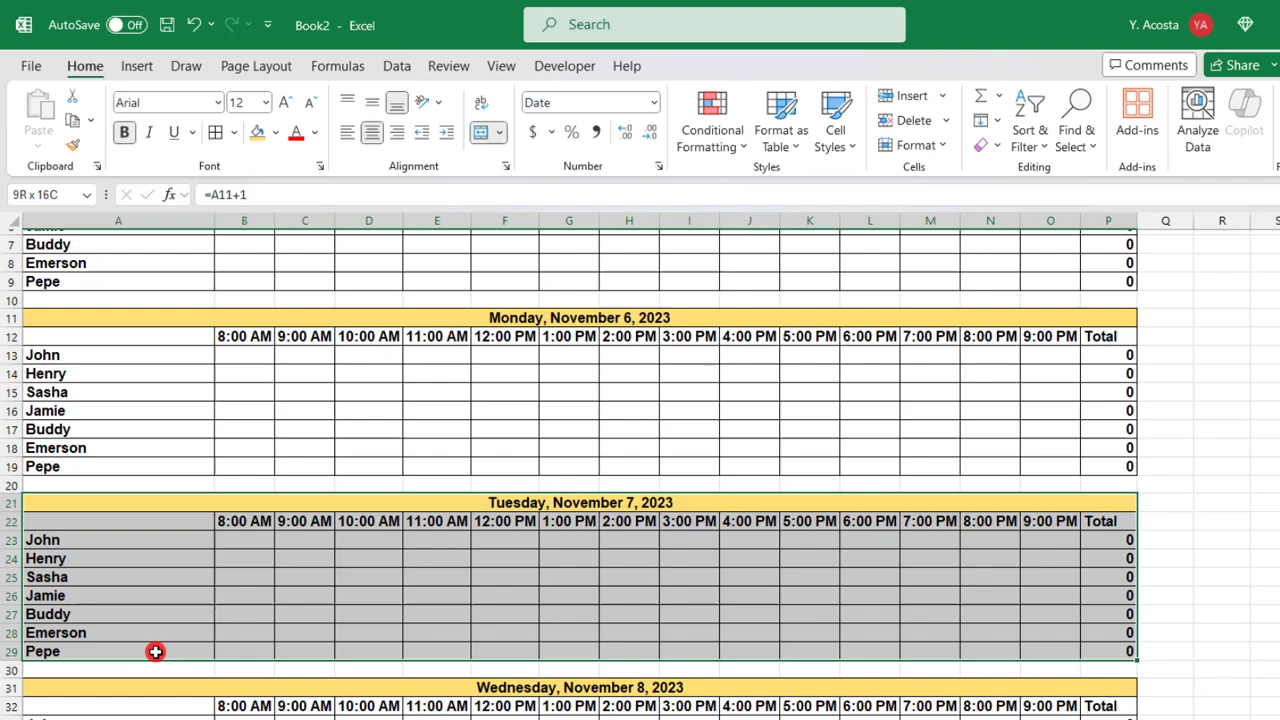 AutoSave Off Book2 - Excel Search Y. Acosta YA
File Home Insert Draw Page Layout Formulas Data Review View Developer Help Comments Share
Paste Arial 12 Date Conditional Formatting Format as Table Cell Styles Insert Delete Format Sort & Filter Find & Select Add-ins Analyze Data Copilot
B I U A $ % 9
Clipboard Font Alignment Number Styles Cells Editing Add-ins
9R x 16C fx =A11+1
A B C D E F G H I J K L M N O P Q R S
7 Buddy 0
8 Emerson 0
9 Pepe 0
10
11 Monday, November 6, 2023
12 8:00 AM 9:00 AM 10:00 AM 11:00 AM 12:00 PM 1:00 PM 2:00 PM 3:00 PM 4:00 PM 5:00 PM 6:00 PM 7:00 PM 8:00 PM 9:00 PM Total
13 John 0
14 Henry 0
15 Sasha 0
16 Jamie 0
17 Buddy 0
18 Emerson 0
19 Pepe 0
20
21 Tuesday, November 7, 2023
22 8:00 AM 9:00 AM 10:00 AM 11:00 AM 12:00 PM 1:00 PM 2:00 PM 3:00 PM 4:00 PM 5:00 PM 6:00 PM 7:00 PM 8:00 PM 9:00 PM Total
23 John 0
24 Henry 0
25 Sasha 0
26 Jamie 0
27 Buddy 0
28 Emerson 0
29 Pepe 0
30
31 Wednesday, November 8, 2023
32 8:00 AM 9:00 AM 10:00 AM 11:00 AM 12:00 PM 1:00 PM 2:00 PM 3:00 PM 4:00 PM 5:00 PM 6:00 PM 7:00 PM 8:00 PM 9:00 PM Total